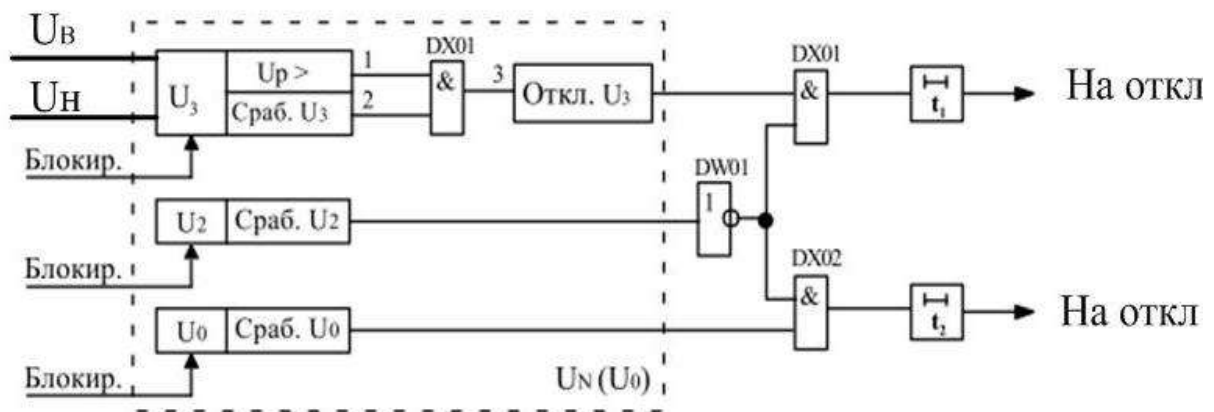 Uв
Uн
Блокир.
U3
Uр >
Сраб. U3
1
2
DX01
&
3
Откл. U3
DX01
&
t1
На откл
Блокир.
U2
Сраб. U2
DW01
1
Блокир.
U0
Сраб. U0
DX02
&
t2
На откл
UN (U0)